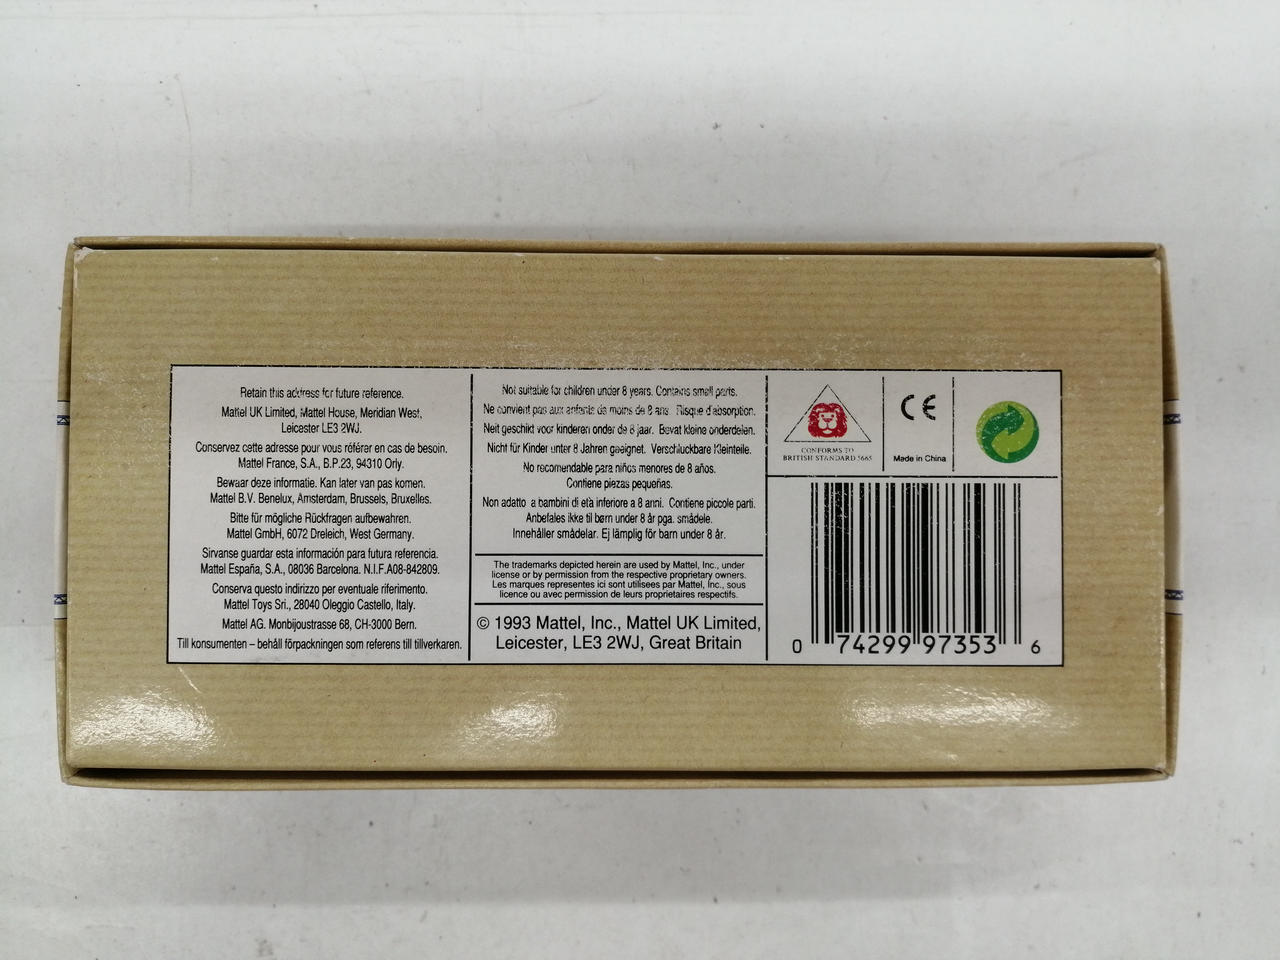 Retain this address for future reference.
Mattel UK Limited, Mattel House, Meridian West,
Leicester LE3 2WJ.
Conservez cette adresse pour vous référar en cas de besoin.
Mattel France, S.A., B.P.23, 94310 Orly.
Bewaar deze informatie. Kan later van pas komen.
Mattel B.V. Benelux, Amsterdam, Brussels, Bruxelles.
Bitte für mögliche Rückfragen aufbewahren.
Mattel GmbH, 6072 Dreleich, West Germany.
Sirvanse guardar esta información para futura referencia.
Mattel España, S.A., 08036 Barcelona. N.I.F.A08-842809.
Conserva questo indirizzo per eventuale riferimento.
Mattel Toys Sri., 28040 Oleggio Castello, Italy.
Mattel AG. Monbijoustrasse 68, CH-3000 Bern.
Till konsumenten – behåll förpackningen som referens till tillverkaren.
Not suitable for children under 8 years. Contains small parts.
Ne convient pas aux enfants de moins de 8 ans. Risque d'absorption.
Neit geschikt voor kinderen onder de 8 jaar. Bevat kleine onderdelen.
Nicht für Kinder unter 8 Jahren geeignet. Verschluckbare Kleinteile.
No recomendable para niños menores de 8 años.
Contiene piezas pequeñas.
Non adatto a bambini di età inferiore a 8 anni. Contiene piccole parti.
Anbefales ikke til børn under 8 år pga. smådele.
Innehåller smådelar. Ej lämplig för barn under 8 år.
The trademarks depicted herein are used by Mattel, Inc., under
license or by permission from the respective proprietary owners.
Les marques representes ici sont utilisees par Mattel, Inc., sous
licence ou avec permission de leurs proprietaires respectifs.
© 1993 Mattel, Inc., Mattel UK Limited,
Leicester, LE3 2WJ, Great Britain
CONFORMS TO
BRITISH STANDARD 5665
CE
Made in China
0 74299 97353 6